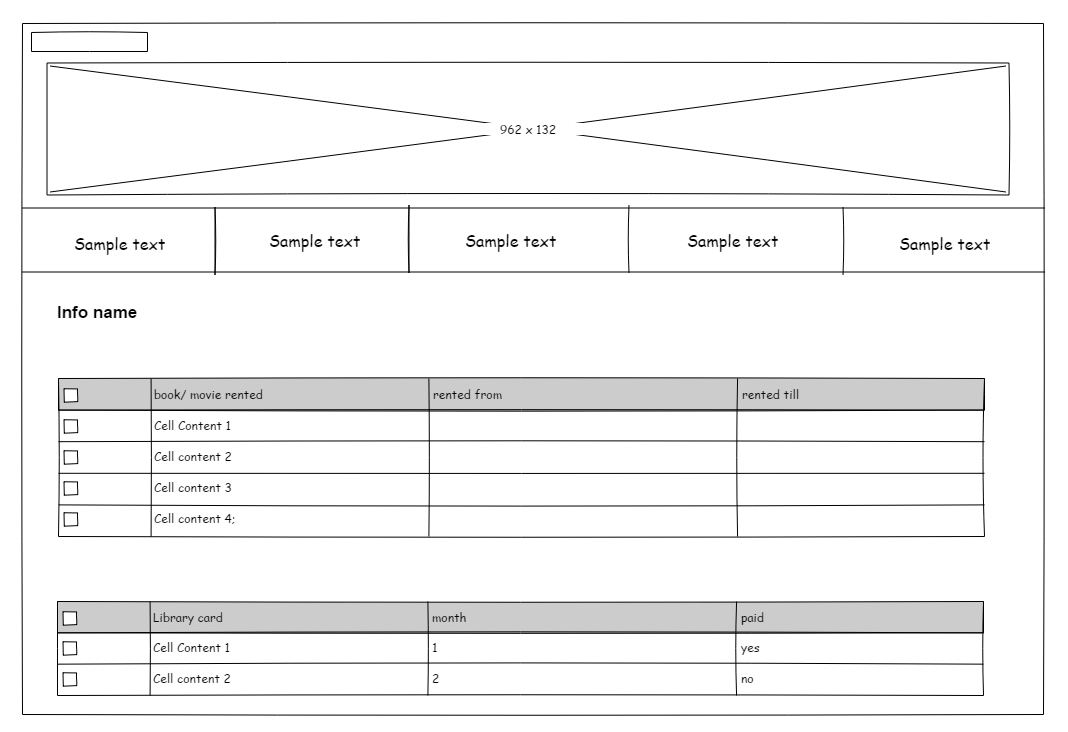 962 x 132
Sample text Sample text Sample text Sample text Sample text
Info name
book/ movie rented rented from rented till
Cell Content 1
Cell content 2
Cell content 3
Cell content 4;
Library card month paid
Cell Content 1 1 yes
Cell content 2 2 no